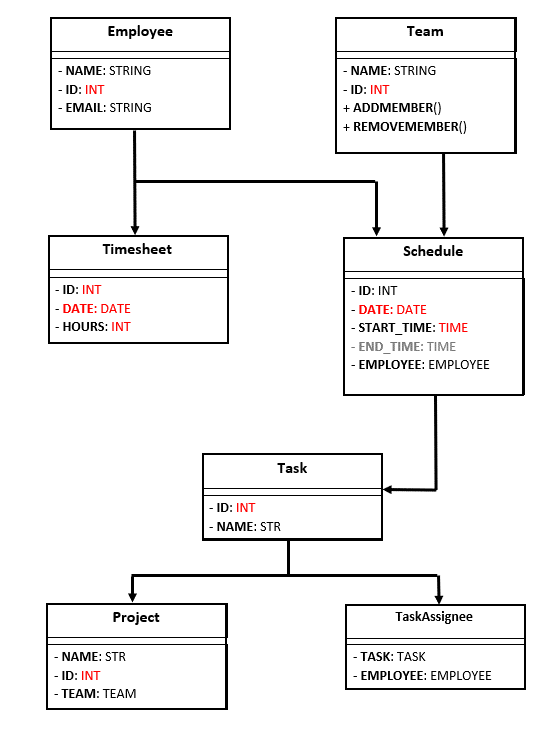 Employee
- NAME: STRING
- ID: INT
- EMAIL: STRING
Team
- NAME: STRING
- ID: INT
+ ADDMEMBER()
+ REMOVEMEMBER()
Timesheet
- ID: INT
- DATE: DATE
- HOURS: INT
Schedule
- ID: INT
- DATE: DATE
- START_TIME: TIME
- END_TIME: TIME
- EMPLOYEE: EMPLOYEE
Task
- ID: INT
- NAME: STR
Project
- NAME: STR
- ID: INT
- TEAM: TEAM
TaskAssignee
- TASK: TASK
- EMPLOYEE: EMPLOYEE